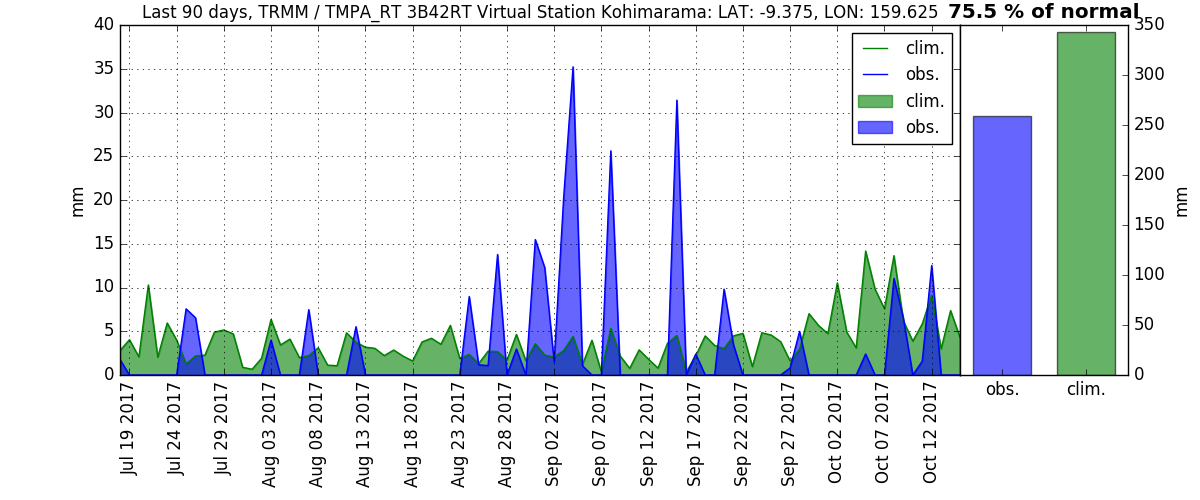 Last 90 days, TRMM / TMPA_RT 3B42RT Virtual Station Kohimarama: LAT: -9.375, LON: 159.625 75.5 % of normal
40
35
30
25
20
15
10
5
0
mm
clim.
obs.
clim.
obs.
350
300
250
200
150
100
50
0
mm
Jul 19 2017
Jul 24 2017
Jul 29 2017
Aug 03 2017
Aug 08 2017
Aug 13 2017
Aug 18 2017
Aug 23 2017
Aug 28 2017
Sep 02 2017
Sep 07 2017
Sep 12 2017
Sep 17 2017
Sep 22 2017
Sep 27 2017
Oct 02 2017
Oct 07 2017
Oct 12 2017
obs.
clim.